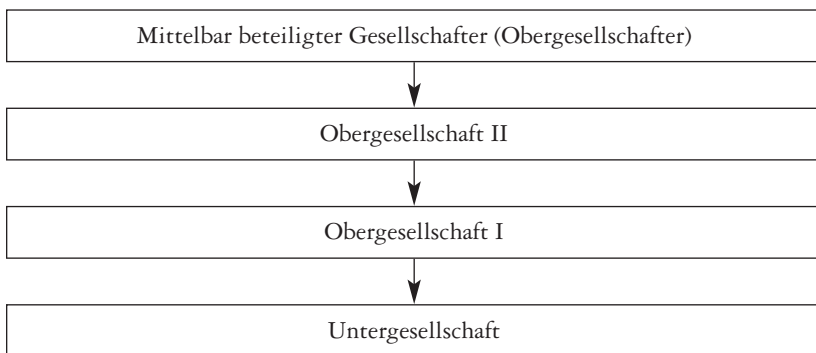 Mittelbar beteiligter Gesellschafter (Obergesellschafter)
Obergesellschaft II
Obergesellschaft I
Untergesellschaft